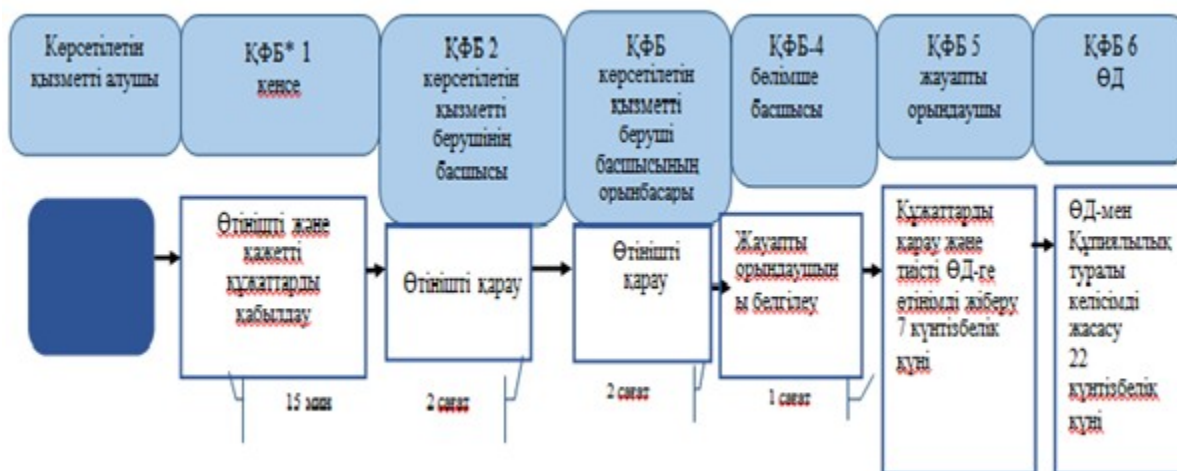 Көрсетілетін
қызметті алушы
ҚФБ* 1
кеңсе
ҚФБ 2
көрсетілетін
қызметті
берушінің
басшысы
ҚФБ
көрсетілетін
қызметті
беруші
басшысының
орынбасары
ҚФБ-4
бөлімше
басшысы
ҚФБ 5
жауапты
орындаушы
ҚФБ 6
ӨД
Өтінішті және
қажетті
құжаттарды
қабылдау
15 мин
Өтінішті қарау
2 сағат
Өтінішті
қарау
2 сағат
Жауапты
орындаушын
ы белгілеу
1 сағат
Құжаттарды
қарау және
тиісті ӨД-ге
өтінімді жіберу
7 күнтізбелік
күні
ӨД-мен
Құпиялылық
туралы
келісімді
жасасу
22
күнтізбелік
күні